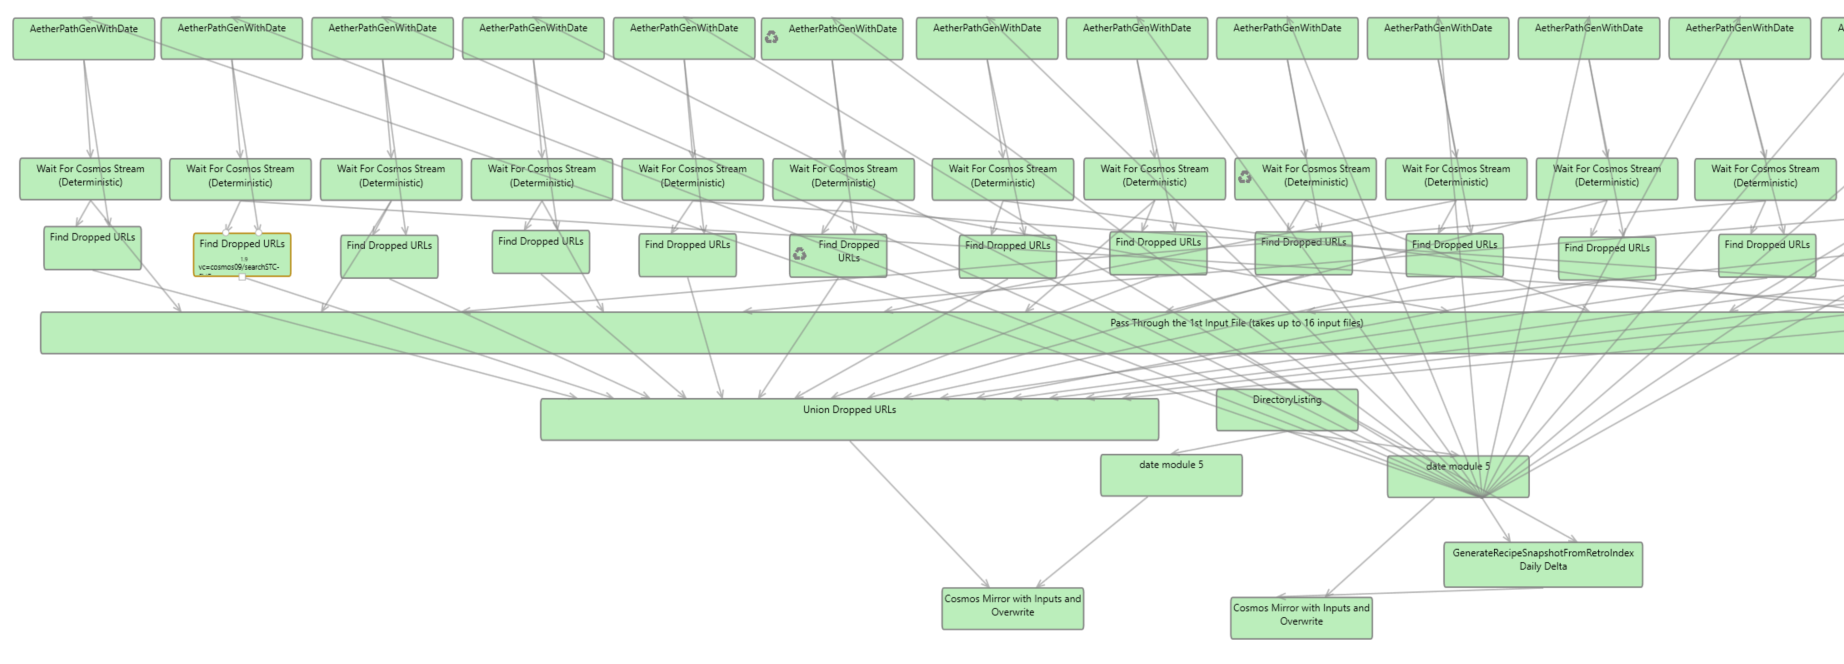 AetherPathGenWithDate
AetherPathGenWithDate
AetherPathGenWithDate
AetherPathGenWithDate
AetherPathGenWithDate
AetherPathGenWithDate
AetherPathGenWithDate
AetherPathGenWithDate
AetherPathGenWithDate
AetherPathGenWithDate
AetherPathGenWithDate
AetherPathGenWithDate
A
Wait For Cosmos Stream
(Deterministic)
Wait For Cosmos Stream
(Deterministic)
Wait For Cosmos Stream
(Deterministic)
Wait For Cosmos Stream
(Deterministic)
Wait For Cosmos Stream
(Deterministic)
Wait For Cosmos Stream
(Deterministic)
Wait For Cosmos Stream
(Deterministic)
Wait For Cosmos Stream
(Deterministic)
Wait For Cosmos Stream
(Deterministic)
Wait For Cosmos Stream
(Deterministic)
Wait For Cosmos Stream
(Deterministic)
Wait For Cosmos Stream
(Deterministic)
Find Dropped URLs
Find Dropped URLs
vc=cosmos09/searchSTC-
Find Dropped URLs
Find Dropped URLs
Find Dropped URLs
Find Dropped
URLs
Find Dropped URLs
Find Dropped URLs
Find Dropped URLs
Find Dropped URLs
Find Dropped URLs
Find Dropped URLs
Pass Through the 1st Input File (takes up to 16 input files)
Union Dropped URLs
DirectoryListing
date module 5
date module 5
GenerateRecipeSnapshotFromRetroIndex
Daily Delta
Cosmos Mirror with Inputs and
Overwrite
Cosmos Mirror with Inputs and
Overwrite